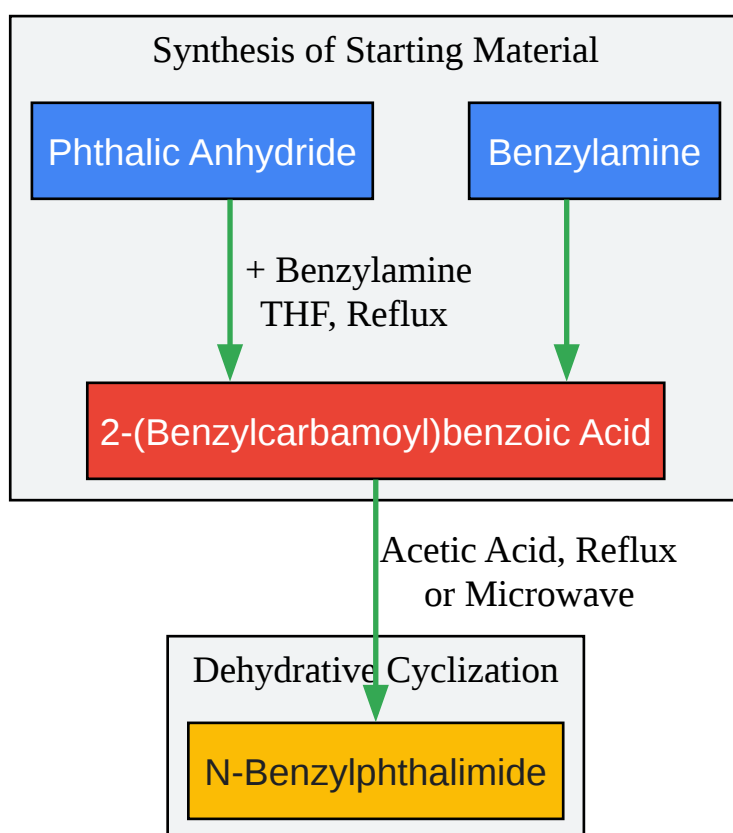 Synthesis of Starting Material
Phthalic Anhydride
Benzylamine
+ Benzylamine
THF, Reflux
2-(Benzylcarbamoyl)benzoic Acid
Acetic Acid, Reflux
or Microwave
Dehydrative Cyclization
N-Benzylphthalimide